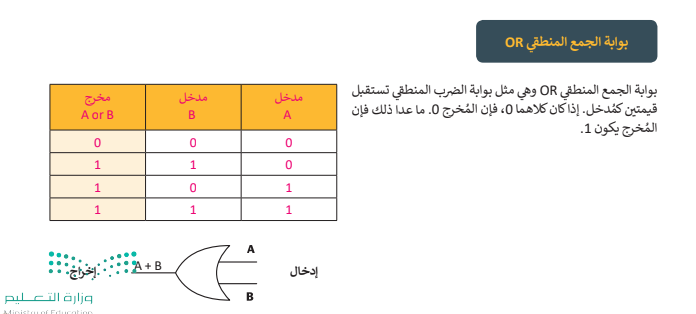 بوابة الجمع المنطقي OR
بوابة الجمع المنطقي OR وهي مثل بوابة الضرب المنطقي تستقبل
قيمتين كمُدخل. إذا كان كلاهما 0، فإن المُخرج 0. ما عدا ذلك فإن
المُخرج يكون 1.
مدخل مدخل مخرج
A B A or B
0 0 0
0 1 1
1 0 1
1 1 1
A
إدخال A + B إخراج
B
وزارة التعليم
Ministry of Education